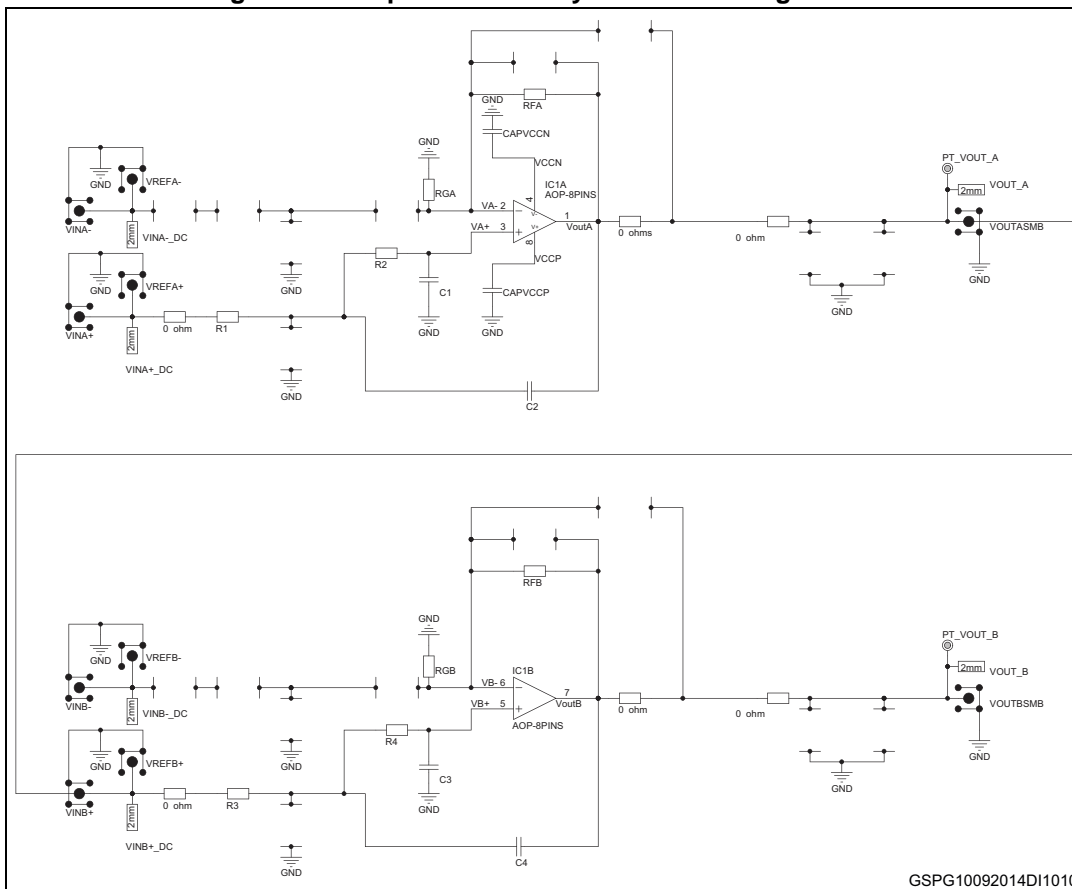 GND
RFA
CAPVCCN
GND
VCCN
PT_VOUT_A
VREFA-
GND
RGA
IC1A
AOP-8PINS
4
V-
2mm
VOUT_A
VINA-
2mm
VINA-_DC
VA- 2
VA+ 3
1
VoutA
V+
8
0 ohms
0 ohm
VOUTASMB
R2
VCCP
GND
VREFA+
GND
C1
CAPVCCP
GND
GND
GND
GND
VINA+
0 ohm
R1
2mm
VINA+_DC
GND
C2
RFB
GND
PT_VOUT_B
VREFB-
GND
RGB
IC1B
2mm
VOUT_B
VINB-
2mm
VINB-_DC
VB- 6
VB+ 5
7
VoutB
AOP-8PINS
0 ohm
0 ohm
VOUTBSMB
R4
GND
VREFB+
GND
C3
GND
GND
GND
VINB+
0 ohm
R3
2mm
VINB+_DC
GND
C4
GSPG10092014DI1010